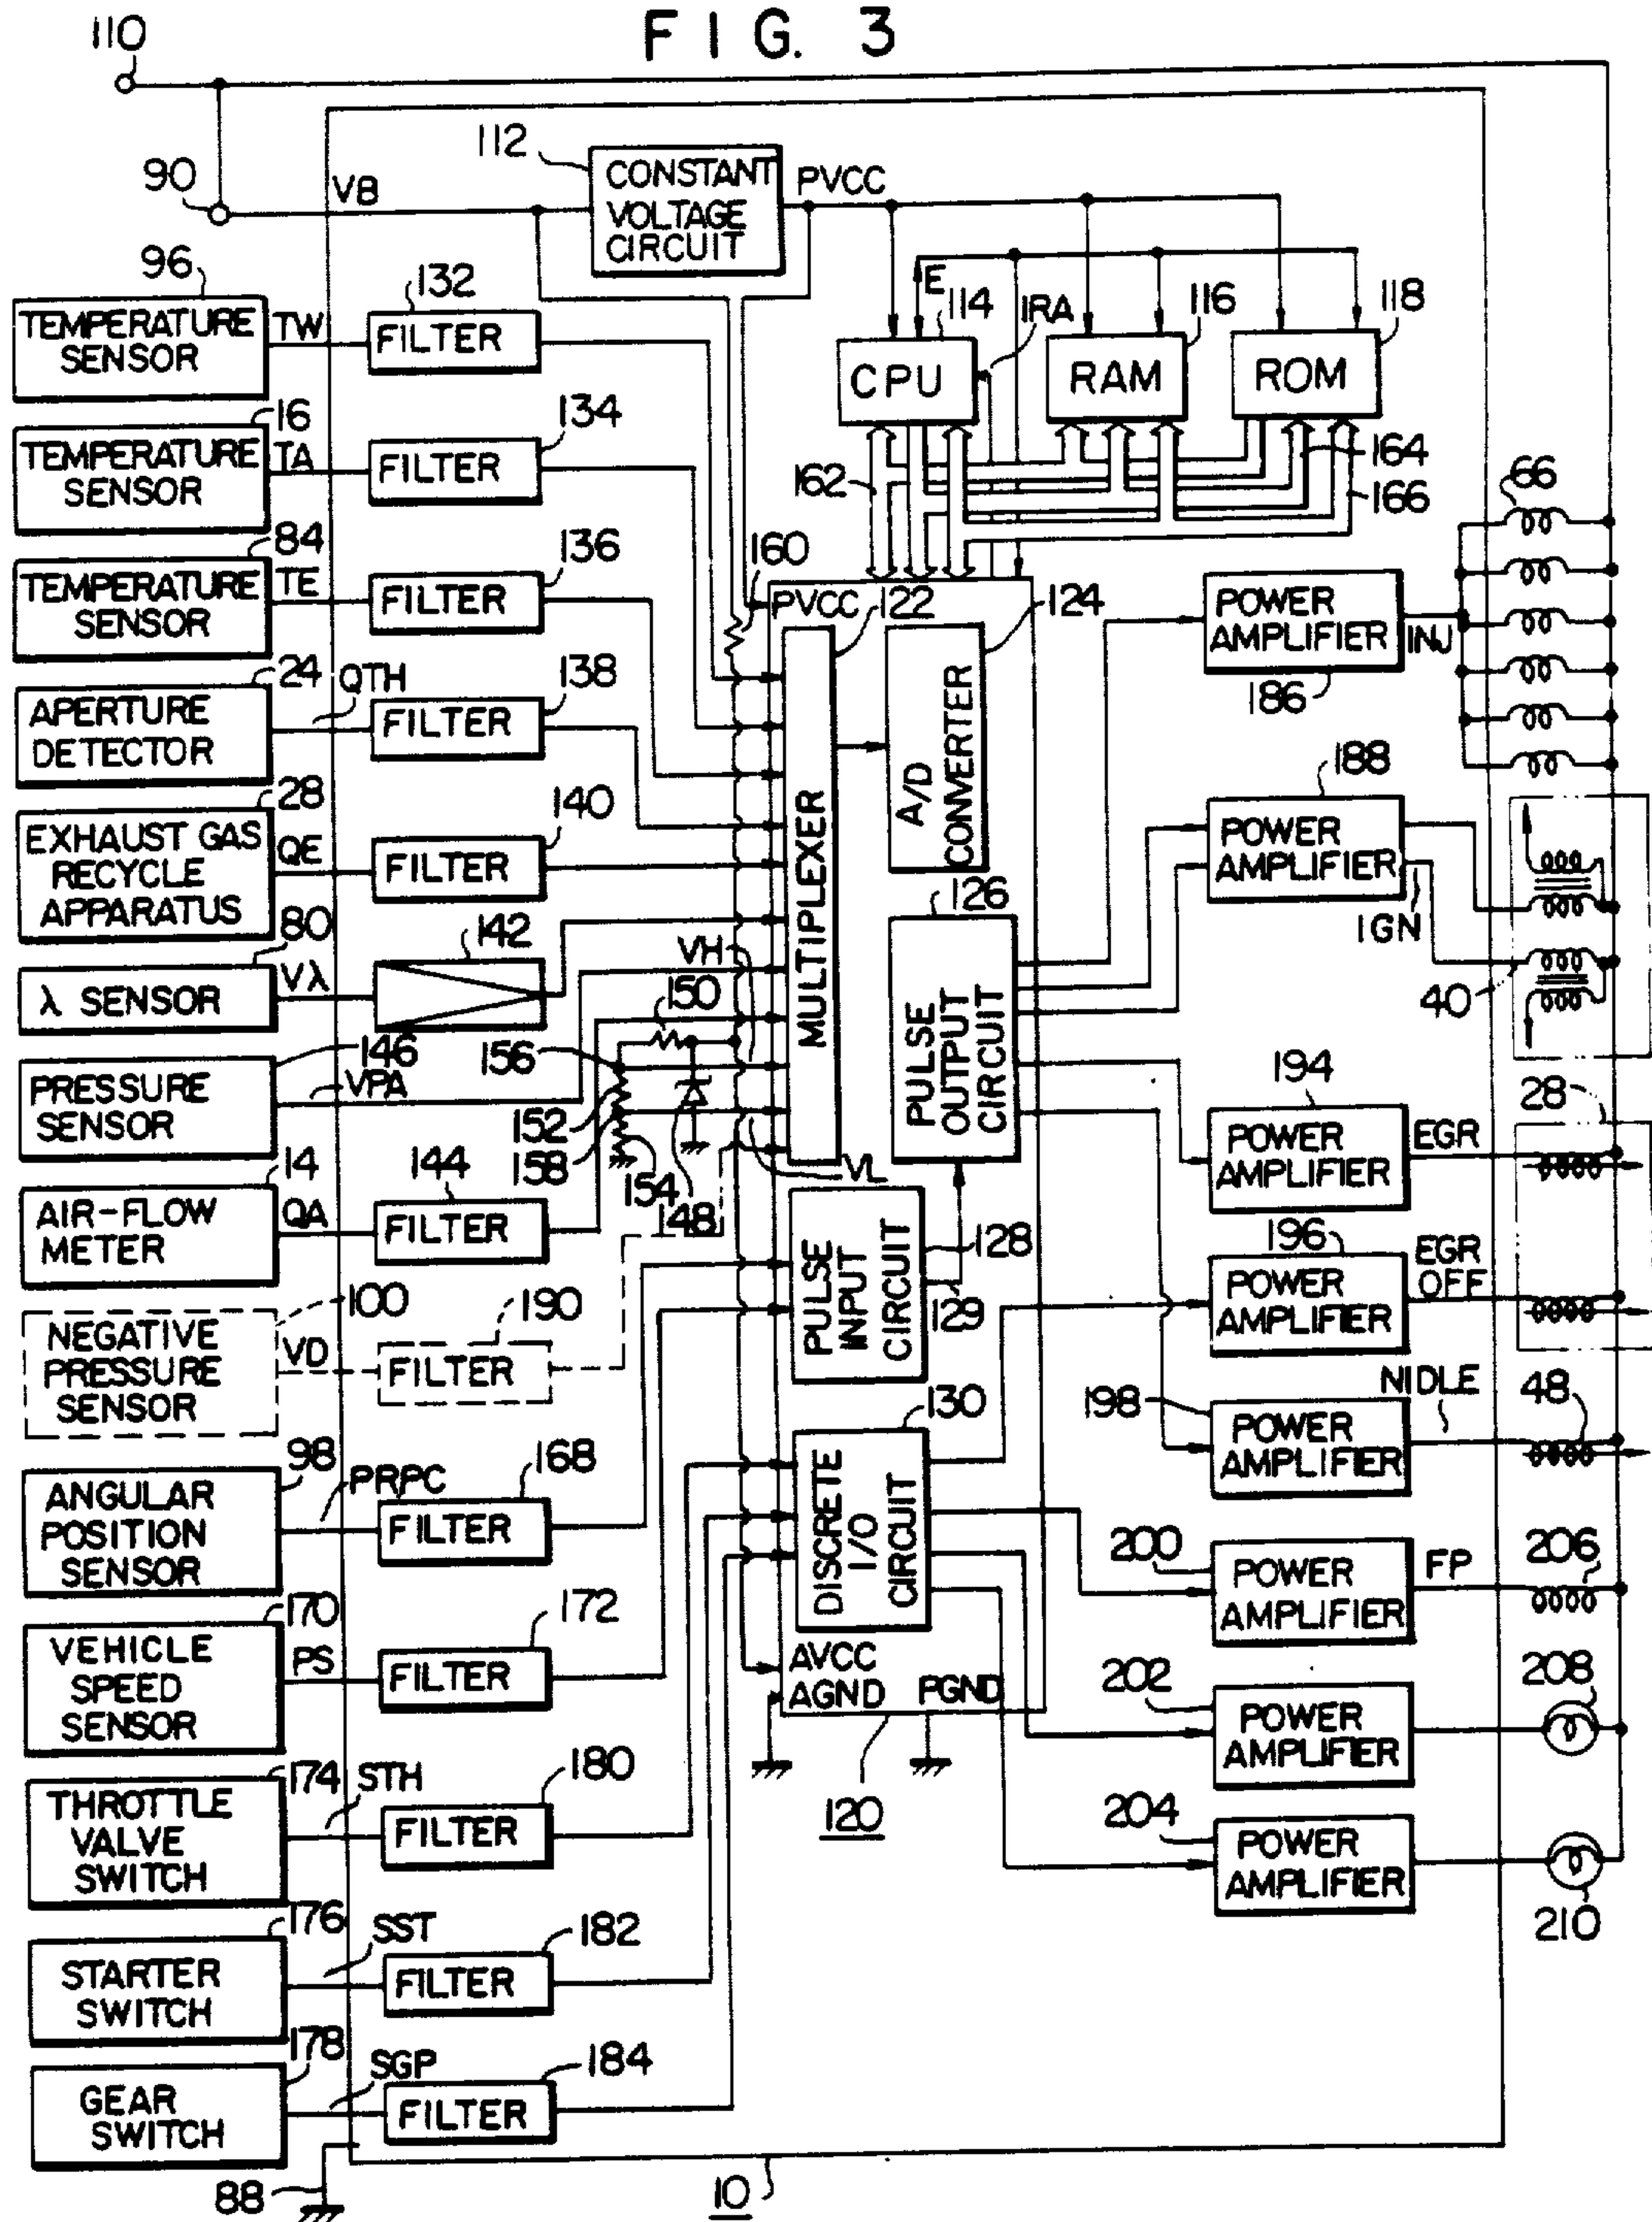 FIG. 3
110
112
CONSTANT
VOLTAGE
CIRCUIT
PVCC
90
VB
96
TEMPERATURE
SENSOR
TW
132
FILTER
E
114
CPU
IRA
116
RAM
118
ROM
16
TEMPERATURE
SENSOR
TA
134
FILTER
162
164
166
66
84
TEMPERATURE
SENSOR
TE
136
FILTER
160
PVCC
122
124
MULTIPLEXER
A/D
CONVERTER
POWER
AMPLIFIER
INJ
186
24
APERTURE
DETECTOR
QTH
138
FILTER
28
EXHAUST GAS
RECYCLE
APPARATUS
QE
140
FILTER
188
POWER
AMPLIFIER
IGN
40
126
PULSE
OUTPUT
CIRCUIT
80
λ SENSOR
Vλ
142
VH
150
146
PRESSURE
SENSOR
VPA
156
152
158
154
148
VL
194
POWER
AMPLIFIER
EGR
28
14
AIR-FLOW
METER
QA
144
FILTER
PULSE
INPUT
CIRCUIT
128
129
196
POWER
AMPLIFIER
EGR
OFF
100
NEGATIVE
PRESSURE
SENSOR
VD
190
FILTER
130
DISCRETE
I/O
CIRCUIT
198
POWER
AMPLIFIER
NIDLE
48
98
ANGULAR
POSITION
SENSOR
PRPC
168
FILTER
200
POWER
AMPLIFIER
FP
206
170
VEHICLE
SPEED
SENSOR
PS
172
FILTER
AVCC
AGND
PGND
120
202
POWER
AMPLIFIER
208
174
THROTTLE
VALVE
SWITCH
STH
180
FILTER
204
POWER
AMPLIFIER
210
176
STARTER
SWITCH
SST
182
FILTER
178
GEAR
SWITCH
SGP
184
FILTER
88
10